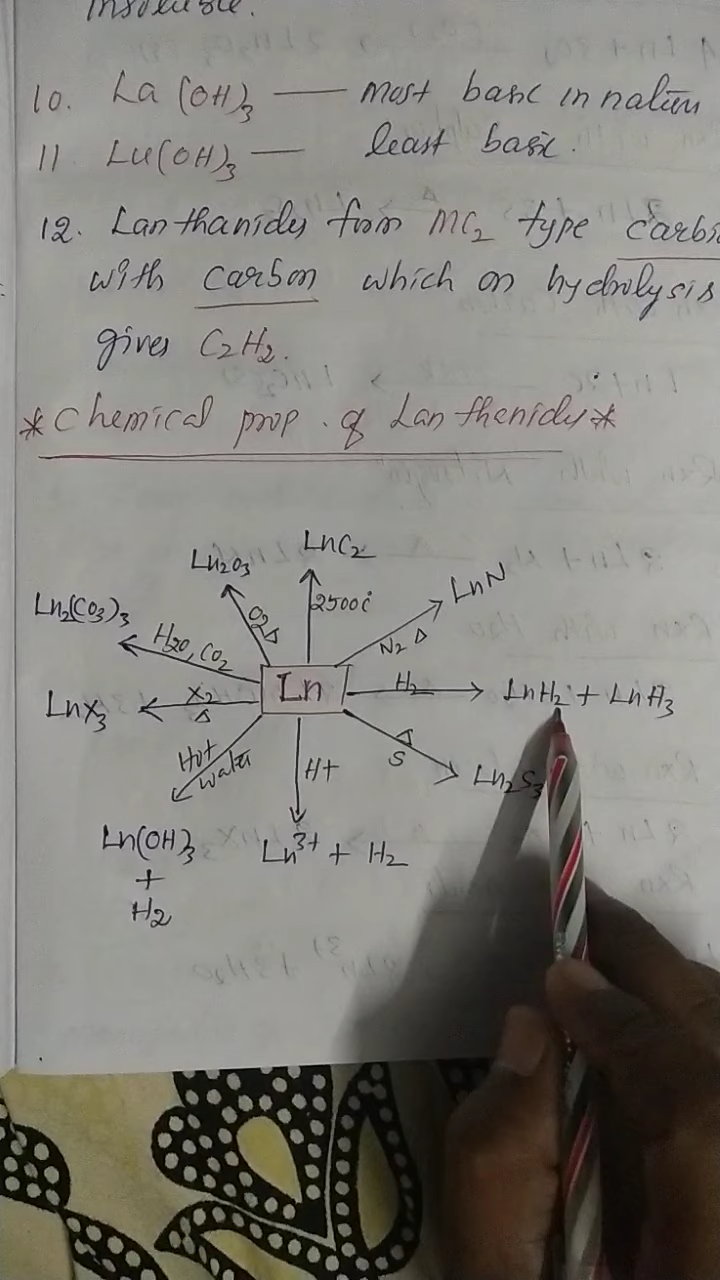 insoluble.
10. La (OH)3 — most basic in nature
11 Lu(OH)3 — least basic.
12. Lanthanides form MC2 type carbi
with carbon which on hydrolysis
gives C2H2.
*Chemical prop. of Lanthenides*
LnC2
Ln2O3
LnN
Ln2(CO3)3
2500°C
O2 Δ
H2O, CO2
N2 Δ
Ln
H2
LnH2 + LnH3
LnX3
X2
Δ
Hot
water
H+
Δ
S
Ln2S3
Ln(OH)3
+
H2
Ln3+ + H2